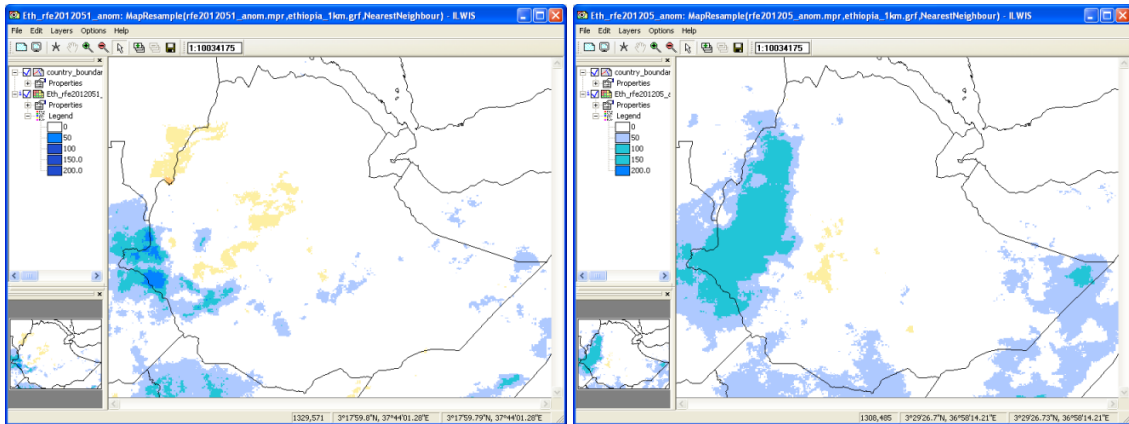 Eth_rfe2012051_anom: MapResample(rfe2012051_anom.mpr,ethiopia_1km.grf,NearestNeighbour) - ILWIS
File Edit Layers Options Help
1:10034175
country_boundar
Properties
Eth_rfe2012051_
Properties
Legend
0
50
100
150.0
200.0
1329,571 3°17'59.8"N, 37°44'01.28"E 3°17'59.79"N, 37°44'01.28"E
Eth_rfe201205_anom: MapResample(rfe201205_anom.mpr,ethiopia_1km.grf,NearestNeighbour) - ILWIS
File Edit Layers Options Help
1:10034175
country_boundar
Properties
Eth_rfe201205_a
Properties
Legend
0
50
100
150
200.0
1308,485 3°29'26.7"N, 36°58'14.21"E 3°29'26.73"N, 36°58'14.21"E